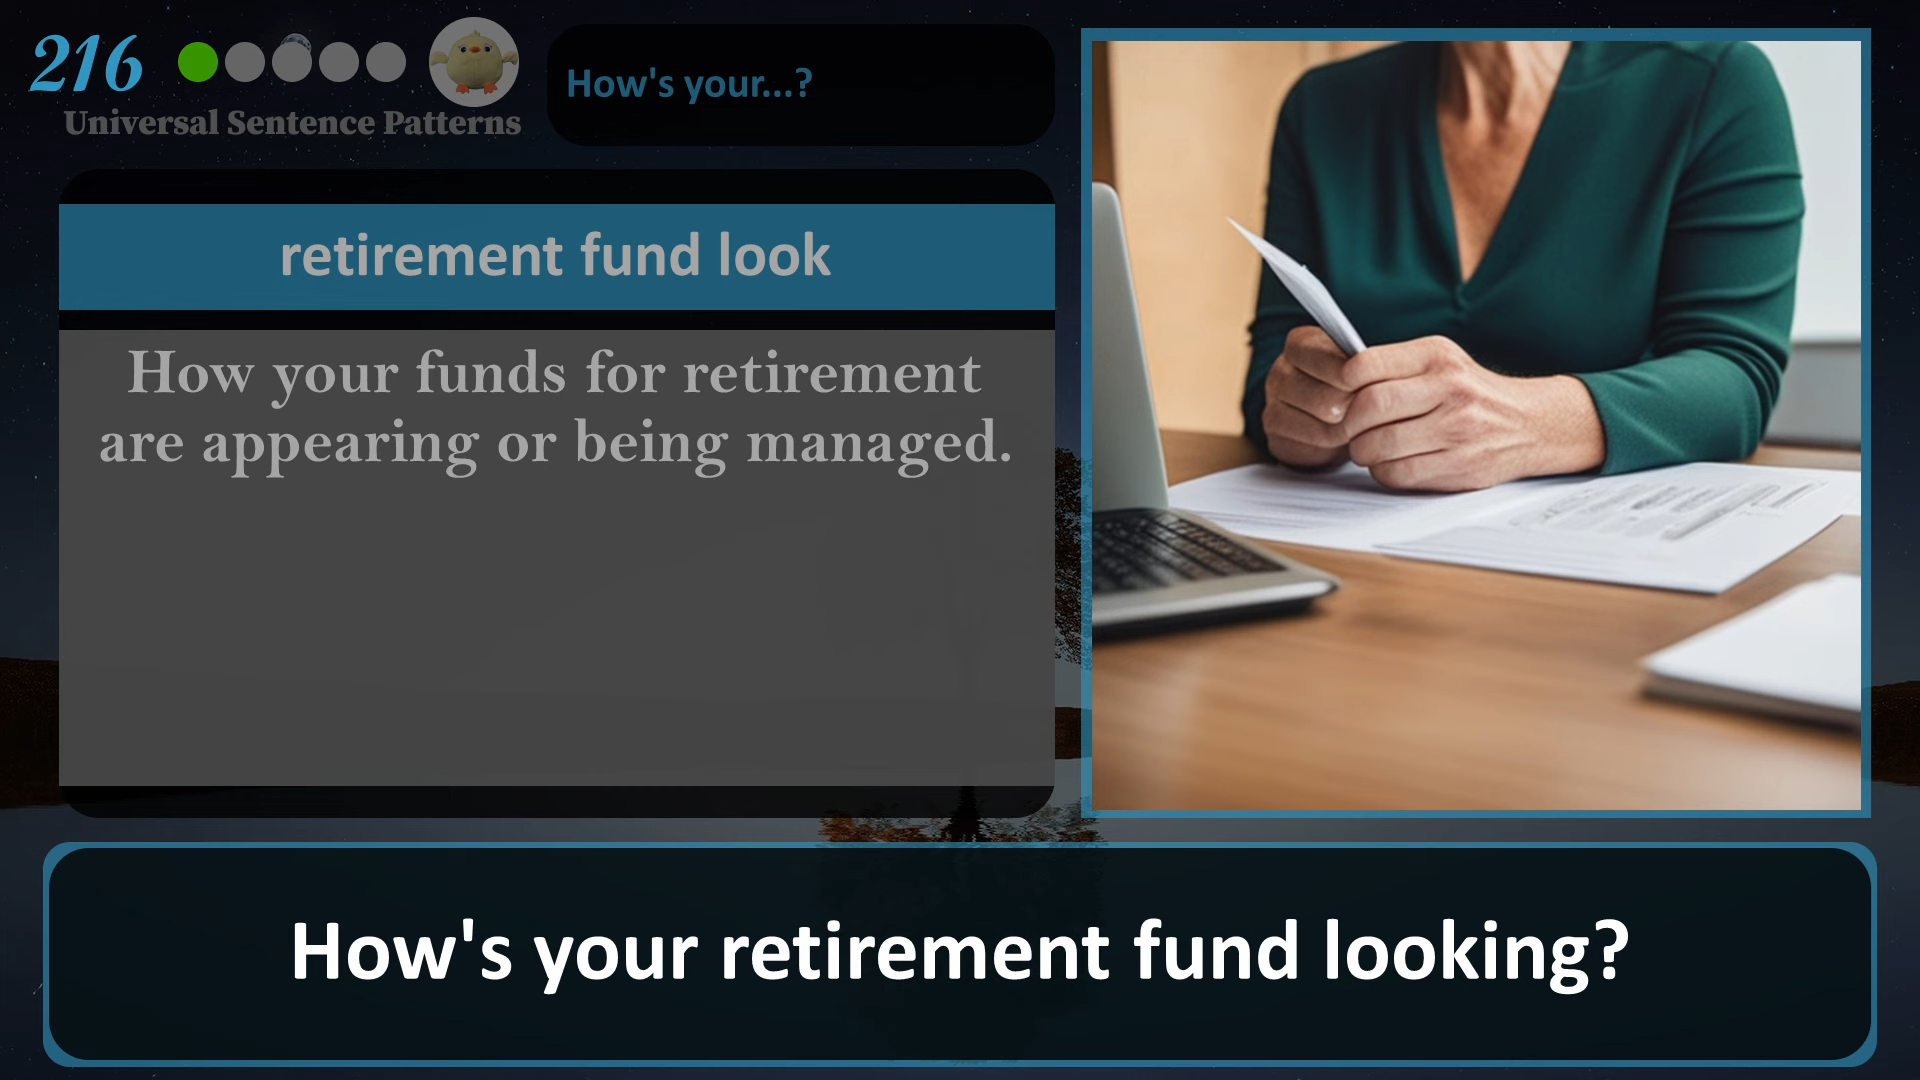 216
Universal Sentence Patterns
How's your...?
retirement fund look
How your funds for retirement
are appearing or being managed.
How's your retirement fund looking?